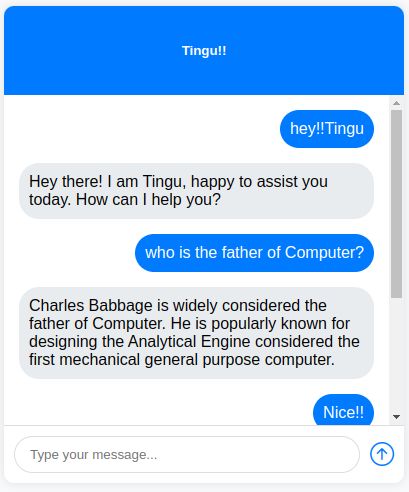 Tingu!!
hey!!Tingu
Hey there! I am Tingu, happy to assist you
today. How can I help you?
who is the father of Computer?
Charles Babbage is widely considered the
father of Computer. He is popularly known for
designing the Analytical Engine considered the
first mechanical general purpose computer.
Nice!!
Type your message...